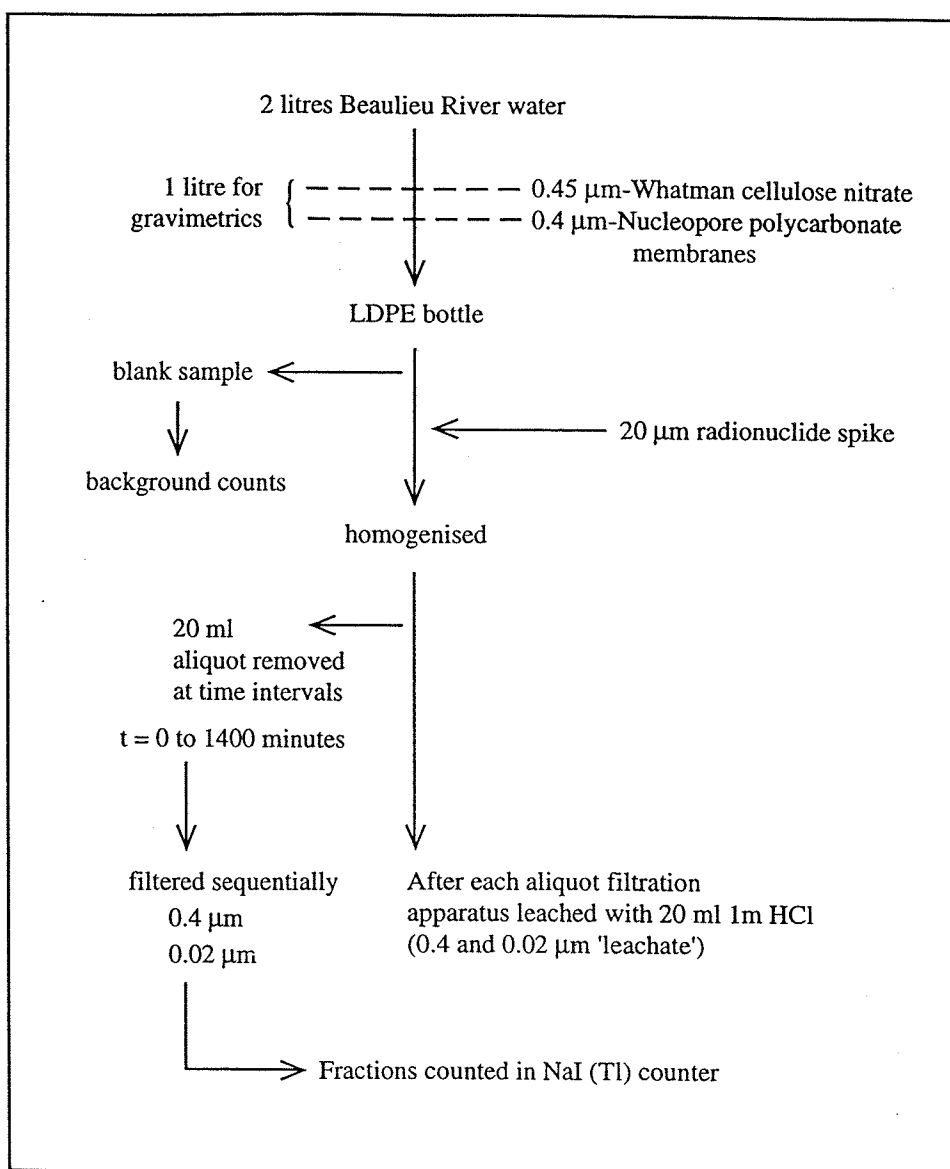 2 litres Beaulieu River water
1 litre for
gravimetrics
0.45 μm-Whatman cellulose nitrate
0.4 μm-Nucleopore polycarbonate
membranes
LDPE bottle
blank sample
20 μm radionuclide spike
background counts
homogenised
20 ml
aliquot removed
at time intervals
t = 0 to 1400 minutes
filtered sequentially
0.4 μm
0.02 μm
After each aliquot filtration
apparatus leached with 20 ml 1m HCl
(0.4 and 0.02 μm 'leachate')
Fractions counted in NaI (Tl) counter